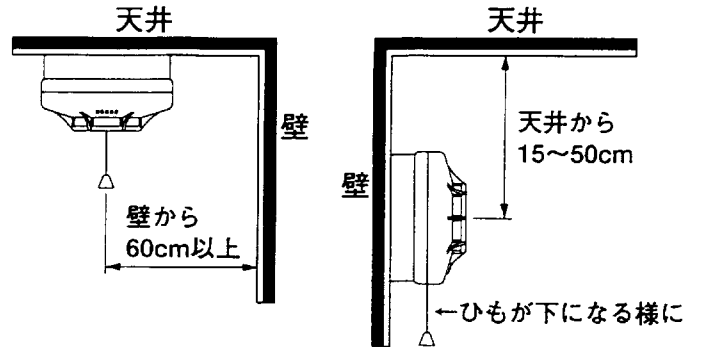 天井
壁
壁から
60cm以上
天井
天井から
15〜50cm
壁
←ひもが下になる様に